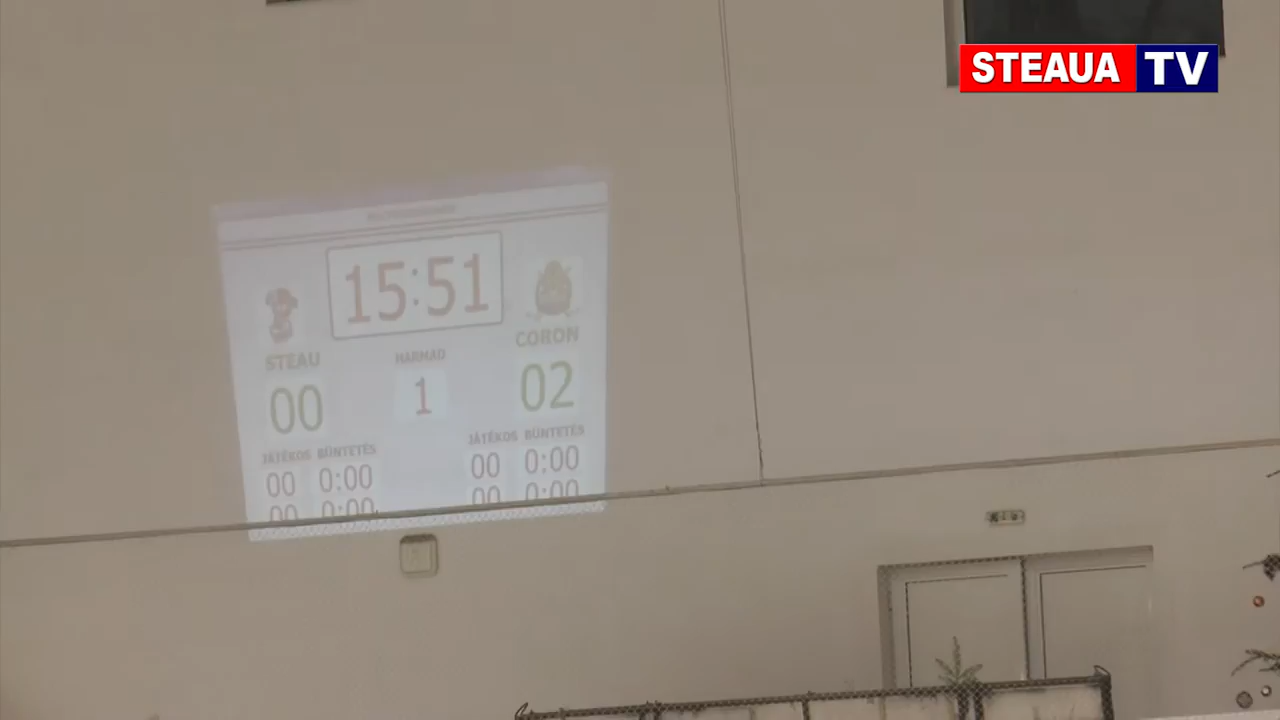 STEAUA TV
15:51
STEAU
HARMAD
CORON
00
1
02
JÁTÉKOS BÜNTETÉS
JÁTÉKOS BÜNTETÉS
00 0:00
00 0:00
00 0:00
00 0:00